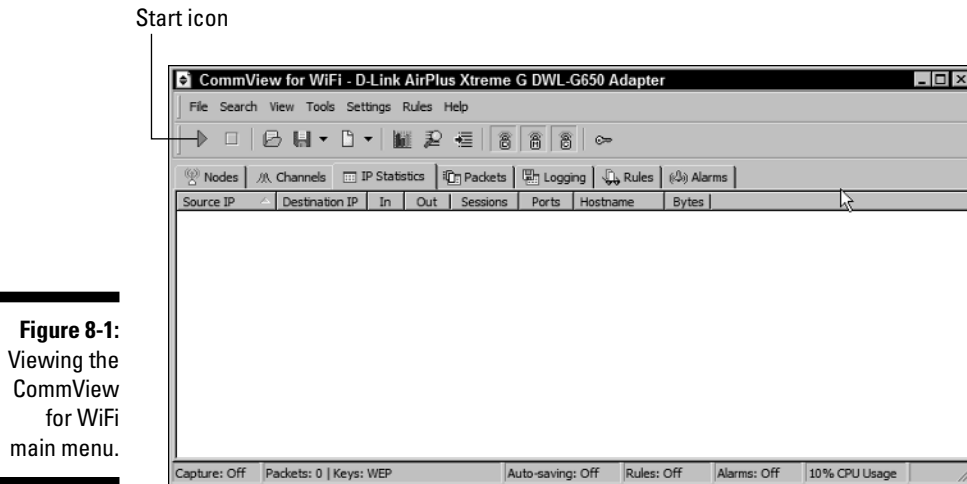 Start icon
CommView for WiFi - D-Link AirPlus Xtreme G DWL-G650 Adapter
File Search View Tools Settings Rules Help
Nodes Channels IP Statistics Packets Logging Rules Alarms
Source IP Destination IP In Out Sessions Ports Hostname Bytes
Capture: Off Packets: 0 | Keys: WEP Auto-saving: Off Rules: Off Alarms: Off 10% CPU Usage
Figure 8-1:
Viewing the
CommView
for WiFi
main menu.